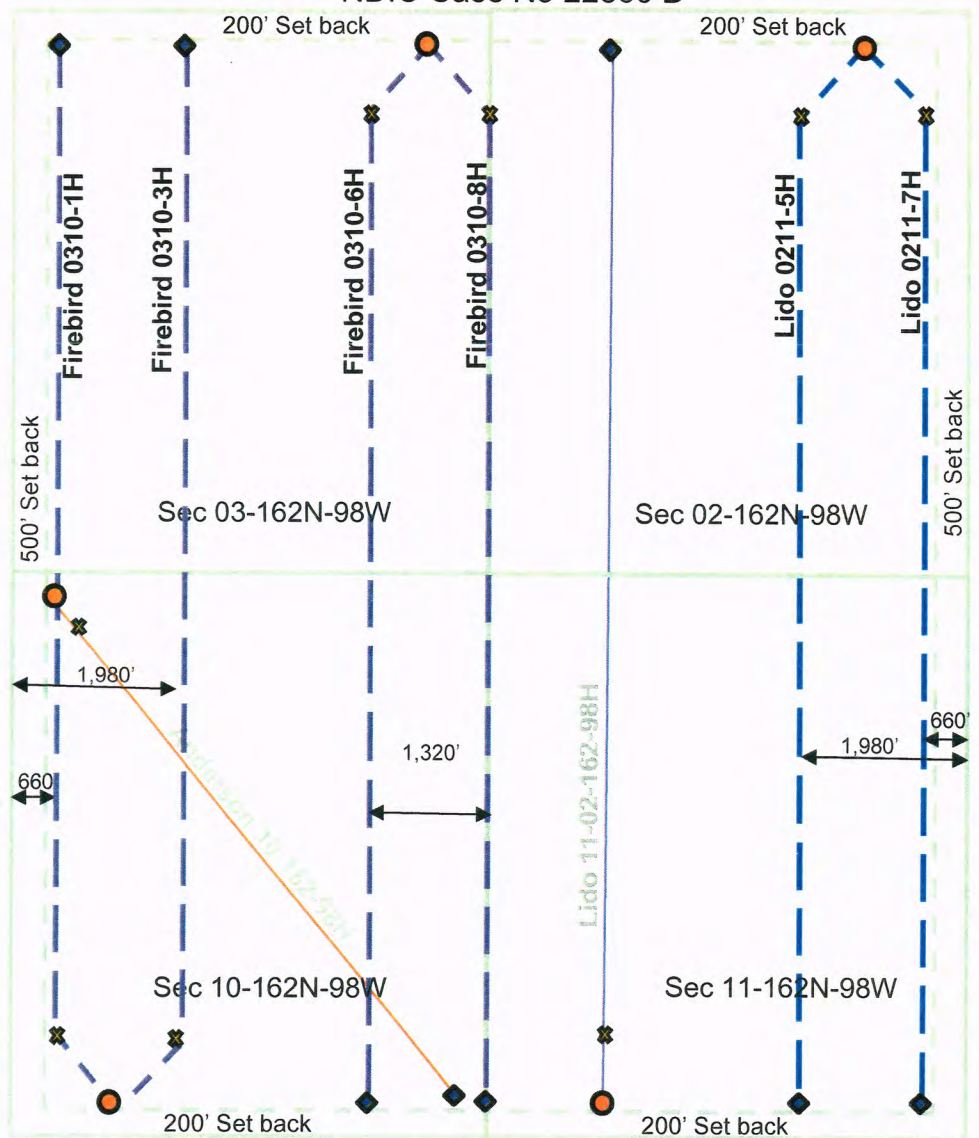 200’ Set back
200’ Set back
Firebird 0310-1H
Firebird 0310-3H
Firebird 0310-6H
Firebird 0310-8H
Lido 0211-5H
Lido 0211-7H
500’ Set back
500’ Set back
Sec 03-162N-98W
Sec 02-162N-98W
1,980’
1,320’
660’
1,980’
660
Lido 11-02-162-98H
Sec 10-162N-98W
Sec 11-162N-98W
200’ Set back
200’ Set back